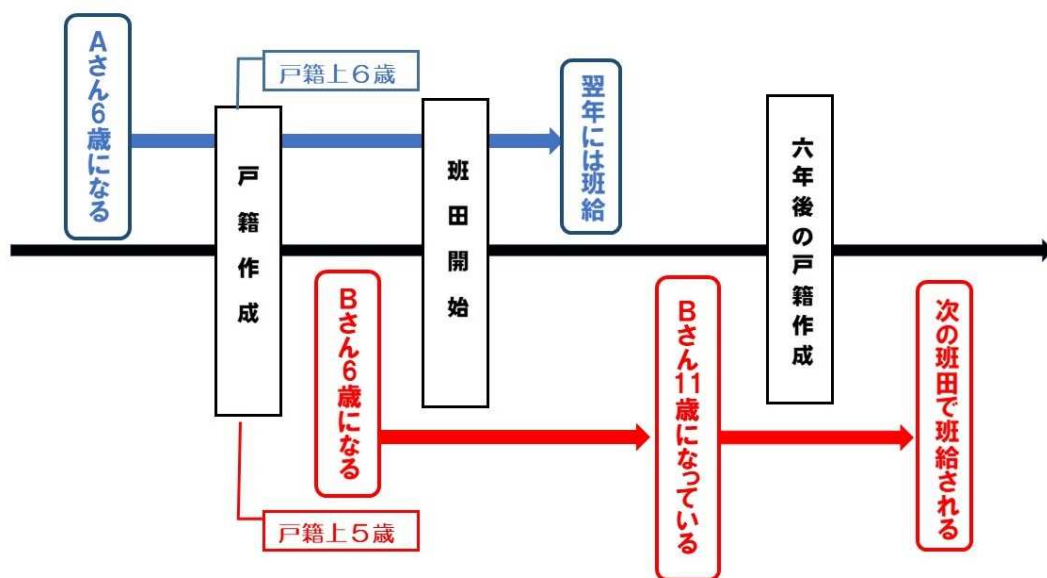 Aさん6歳になる
戸籍上6歳
戸籍作成
班田開始
翌年には班給
六年後の戸籍作成
Bさん6歳になる
戸籍上5歳
Bさん11歳になっている
次の班田で班給される